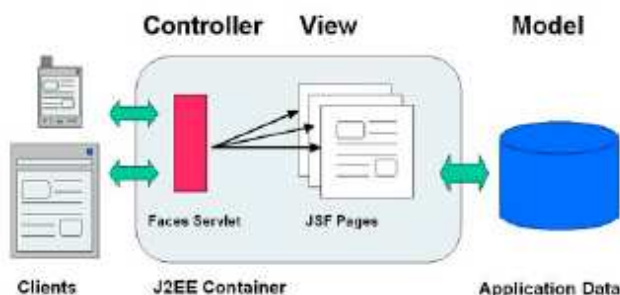 Controller View Model
Faces Servlet JSF Pages
Clients J2EE Container Application Data